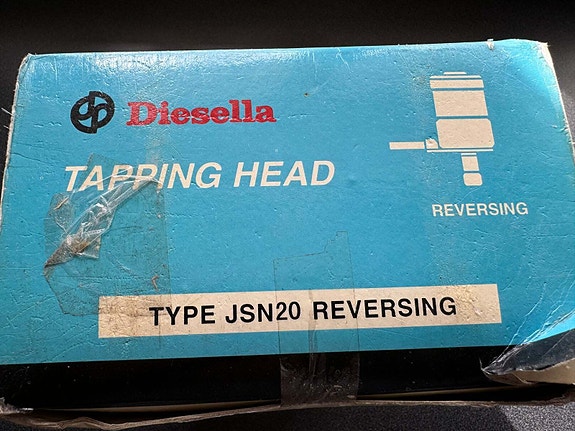 Diesella
TAPPING HEAD
REVERSING
TYPE JSN20 REVERSING